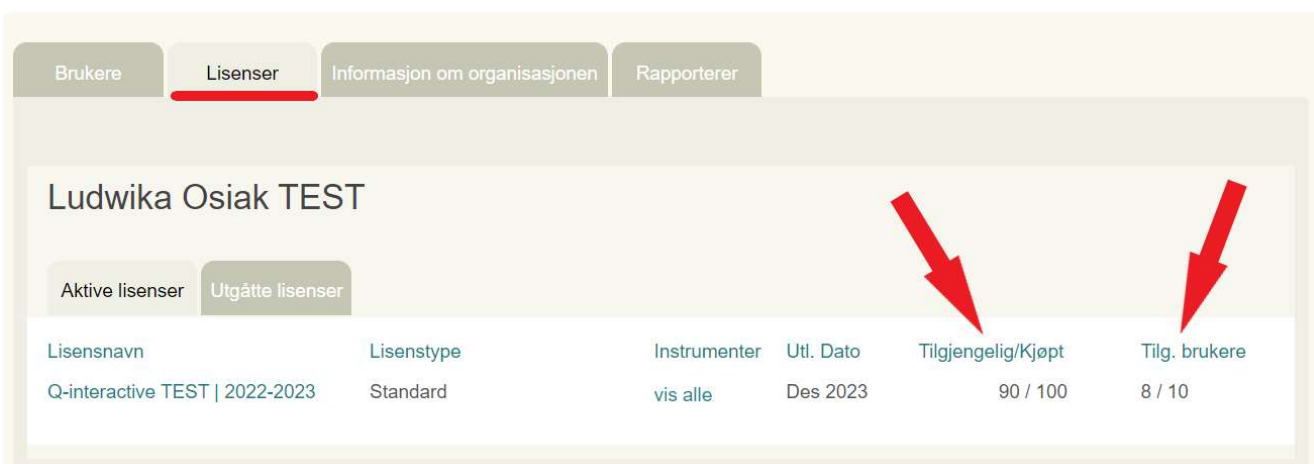 Brukere Lisenser Informasjon om organisasjonen Rapporterer
Ludwika Osiak TEST
Aktive lisenser Utgåtte lisenser
Lisensnavn Lisenstype Instrumenter Utl. Dato Tilgjengelig/Kjøpt Tilg. brukere
Q-interactive TEST | 2022-2023 Standard vis alle Des 2023 90 / 100 8 / 10